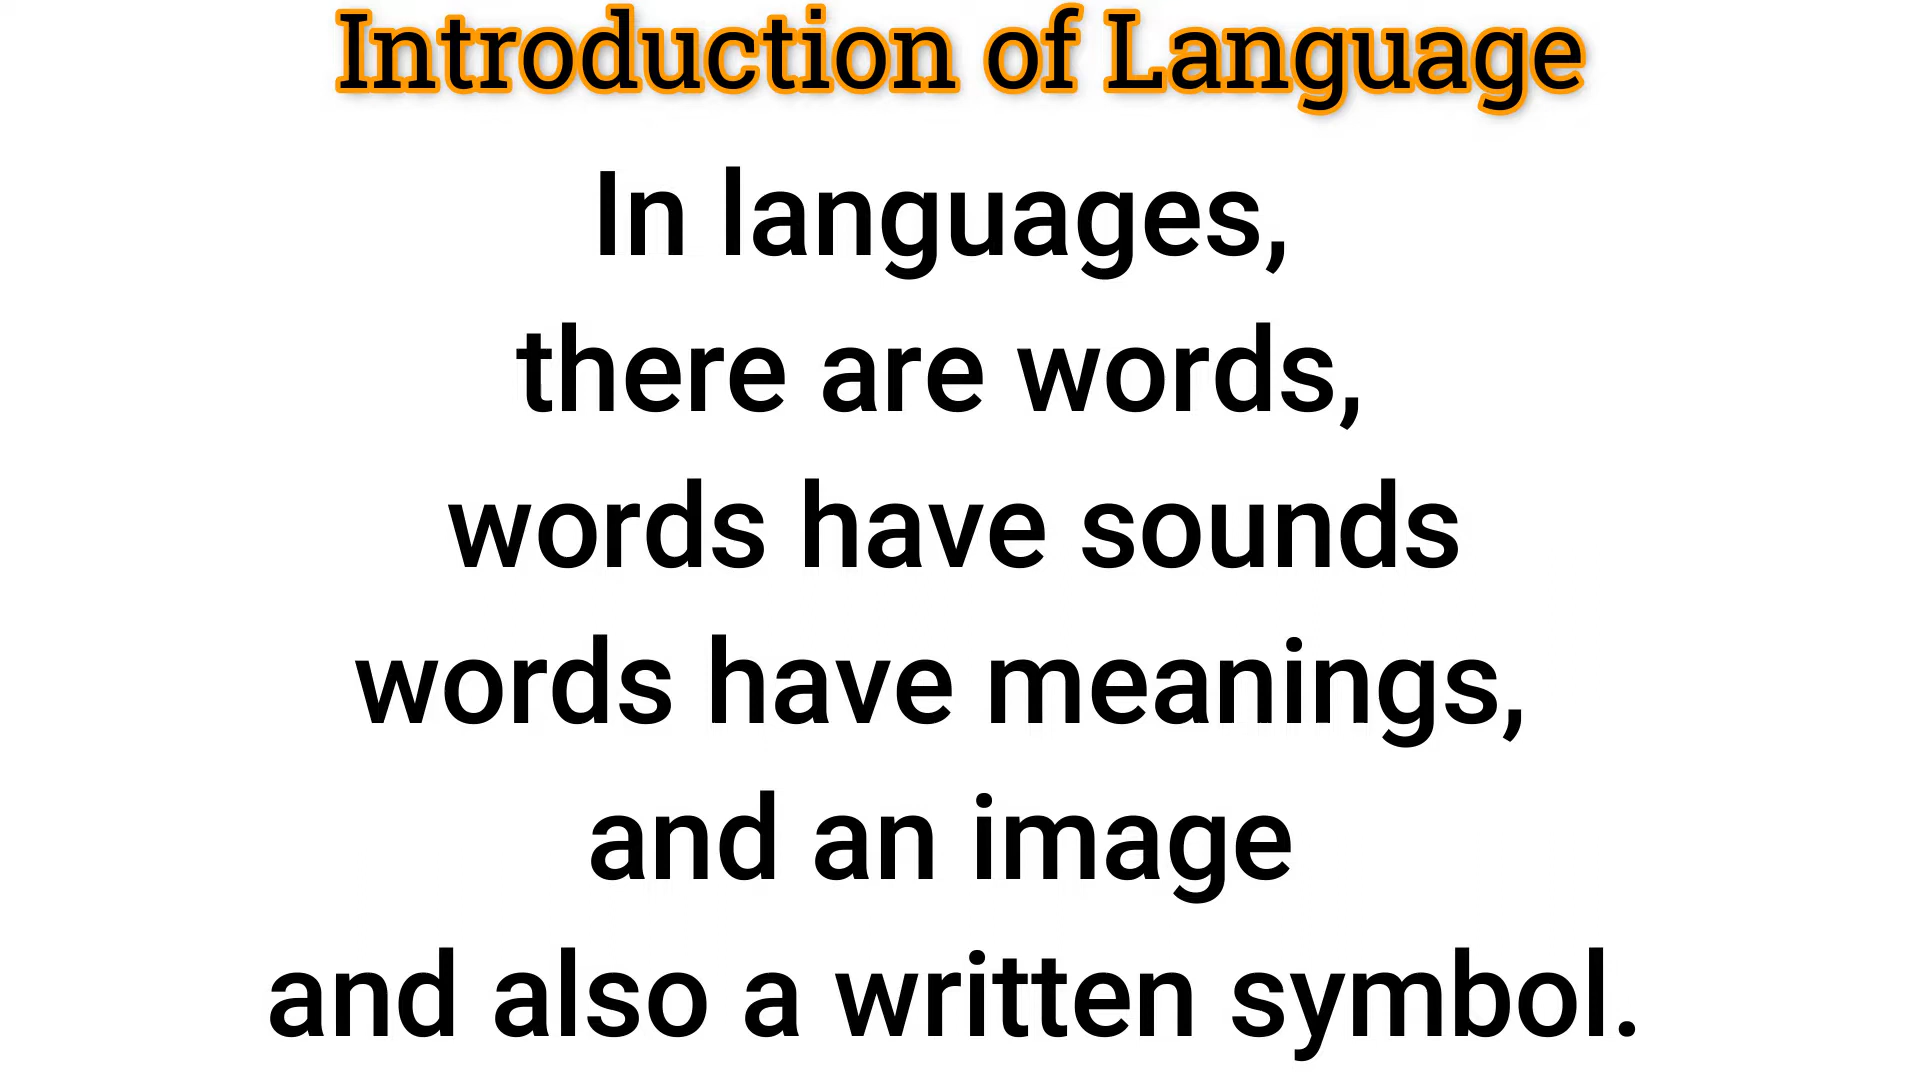 Introduction of Language
In languages,
there are words,
words have sounds
words have meanings,
and an image
and also a written symbol.